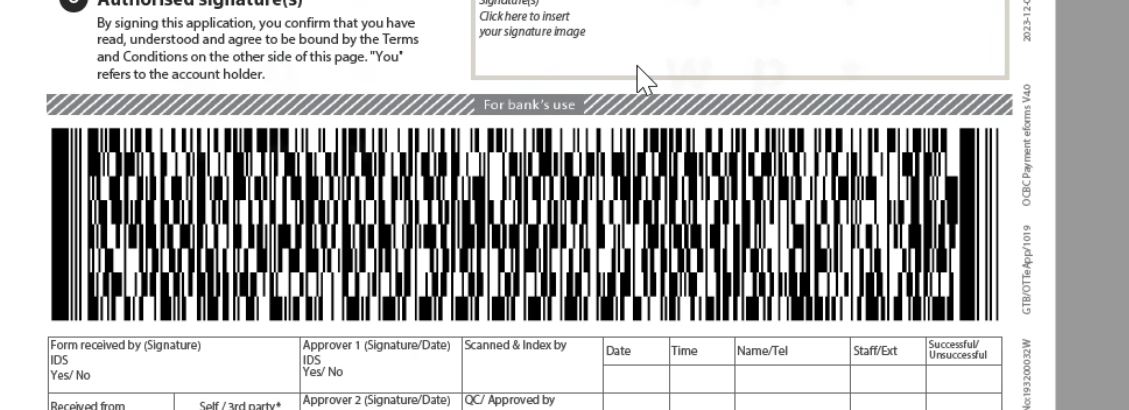 Authorised signature(s)
By signing this application, you confirm that you have
read, understood and agree to be bound by the Terms
and Conditions on the other side of this page. "You"
refers to the account holder.
Signature(s)
Click here to insert
your signature image
For bank's use
Form received by (Signature)
IDS
Yes/ No
Approver 1 (Signature/Date)
IDS
Yes/ No
Scanned & Index by
Date
Time
Name/Tel
Staff/Ext
Successful/
Unsuccessful
Received from
Self / 3rd party*
Approver 2 (Signature/Date)
QC/ Approved by
No:193200032W
GTB/OTTeApp/1019
OCBC Payment eforms V4.0
2023-12-